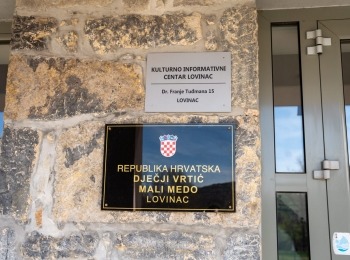 KULTURNO INFORMATIVNI
CENTAR LOVINAC
Dr. Franje Tuđmana 15
LOVINAC
REPUBLIKA HRVATSKA
DJEČJI VRTIĆ
MALI MEDO
LOVINAC